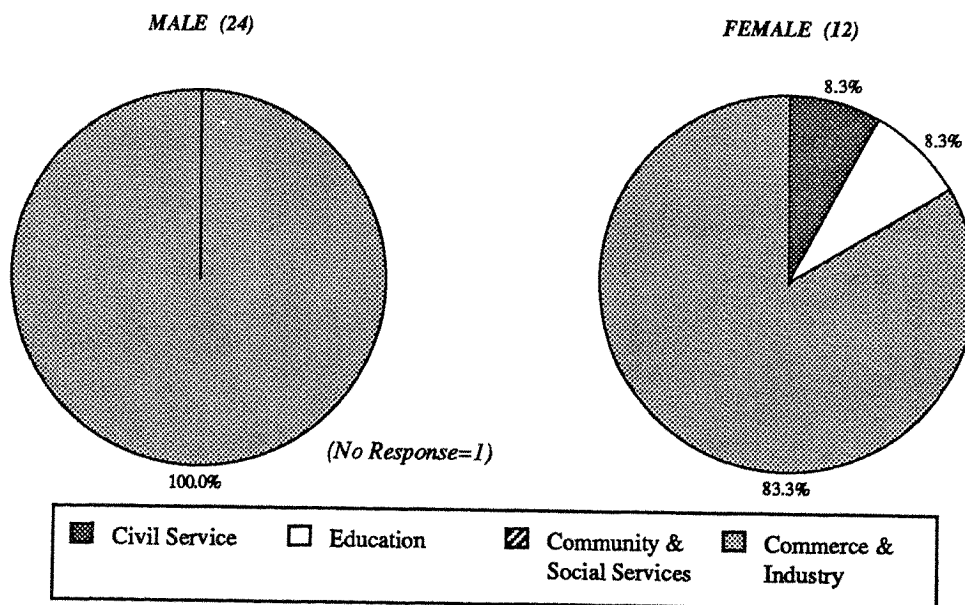 MALE (24)
FEMALE (12)
8.3%
8.3%
(No Response=1)
100.0%
83.3%
Civil Service
Education
Community &
Social Services
Commerce &
Industry